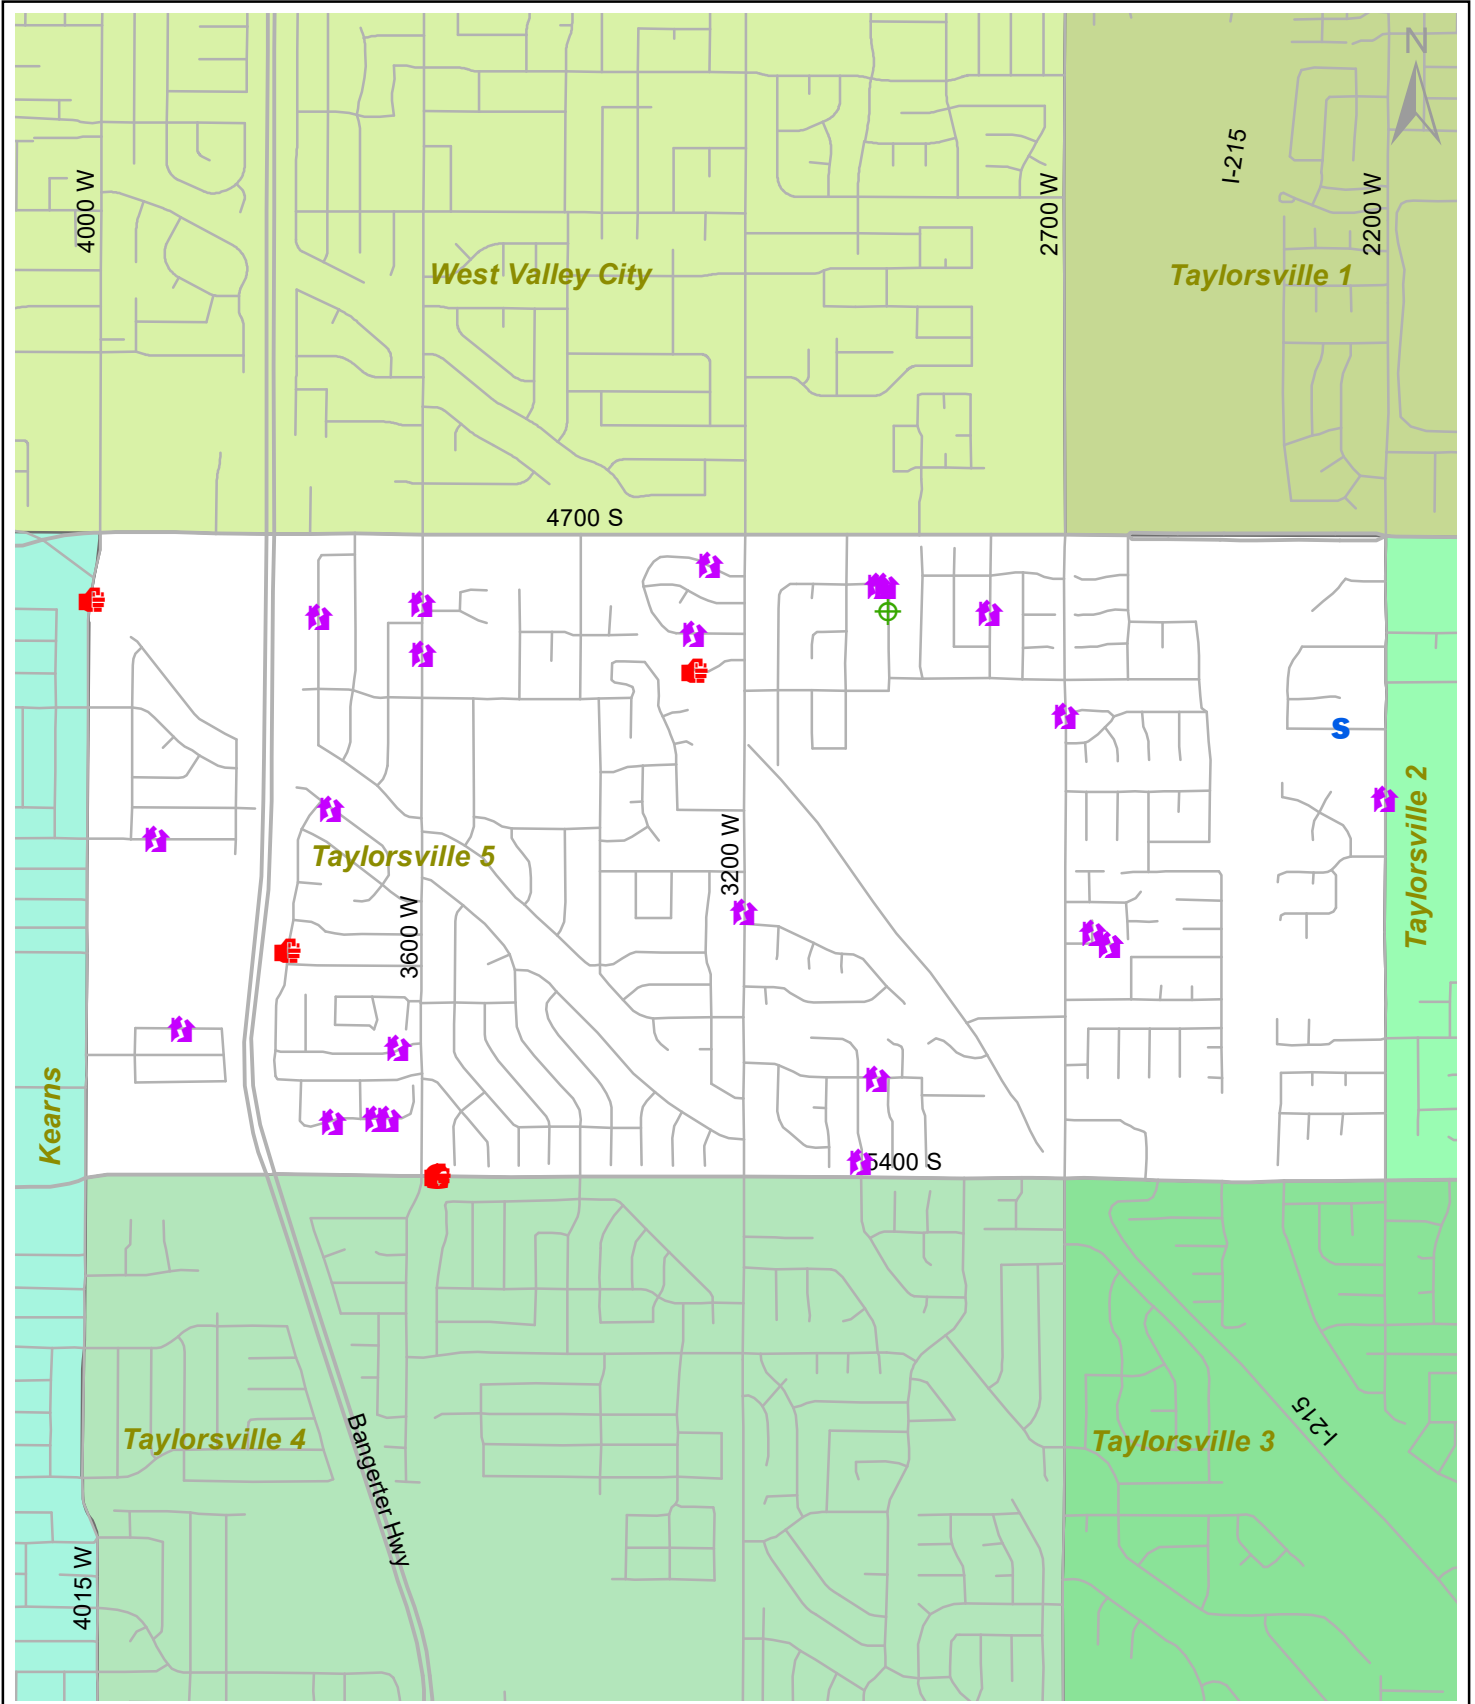 N
I-215
4000 W
2700 W
2200 W
West Valley City
Taylorsville 1
4700 S
S
Taylorsville 2
3200 W
Taylorsville 5
3600 W
Kearns
5400 S
Taylorsville 4
Bangerter Hwy
Taylorsville 3
I-215
4015 W